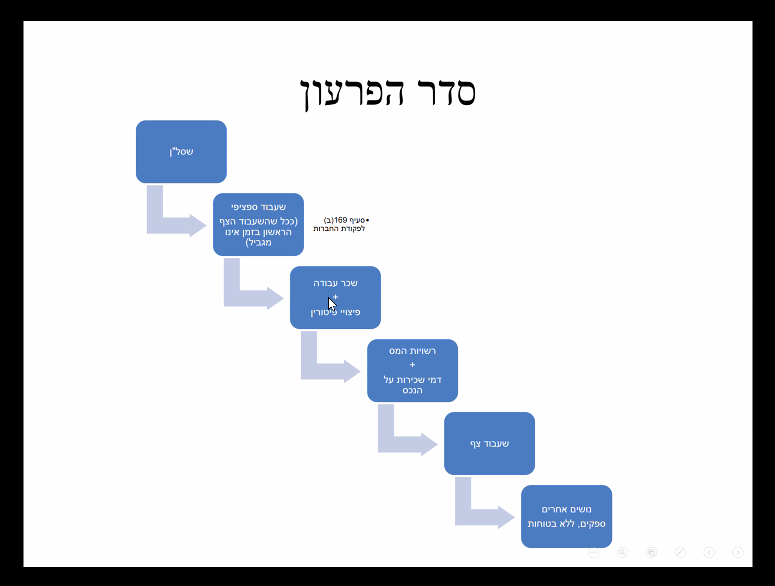 סדר הפרעון
שסל"ן
שעבוד ספציפי
(ככל שהשעבוד הצף
הראשון בזמן אינו
מגביל)
•סעיף 169(ב)
לפקודת החברות
שכר עבודה
+
פיצויי פיטורין
רשויות המס
+
דמי שכירות על
הנכס
שעבוד צף
נושים אחרים
ספקים, ללא בטוחות